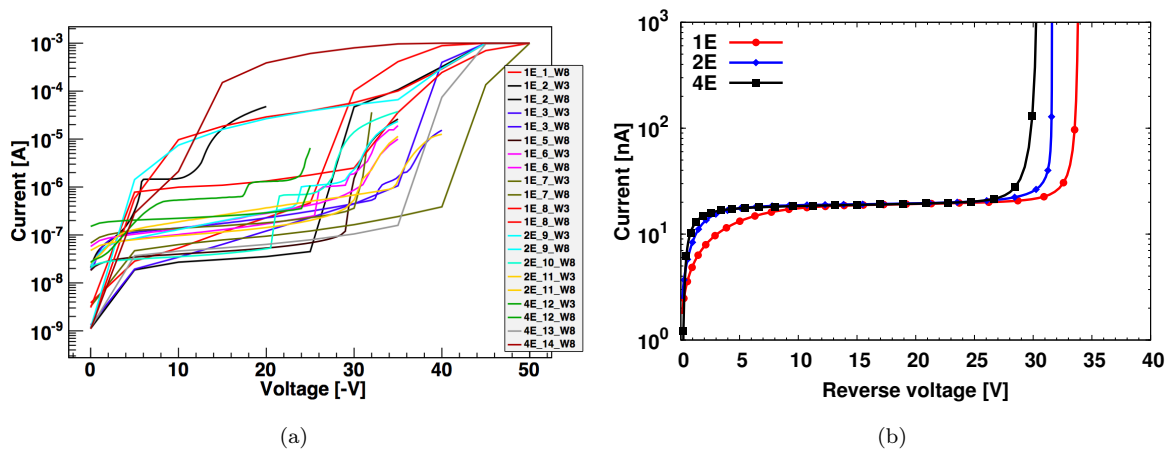 10⁻³
10⁻⁴
10⁻⁵
10⁻⁶
10⁻⁷
10⁻⁸
10⁻⁹
Current [A]
0 10 20 30 40 50
Voltage [-V]
1E_1_W8
1E_2_W3
1E_2_W8
1E_3_W3
1E_3_W8
1E_5_W8
1E_6_W3
1E_6_W8
1E_7_W3
1E_7_W8
1E_8_W3
1E_8_W8
2E_9_W3
2E_9_W8
2E_10_W8
2E_11_W3
2E_11_W8
4E_12_W3
4E_12_W8
4E_13_W8
4E_14_W8
(a)
10³
10²
10¹
10⁰
Current [nA]
1E
2E
4E
0 5 10 15 20 25 30 35 40
Reverse voltage [V]
(b)